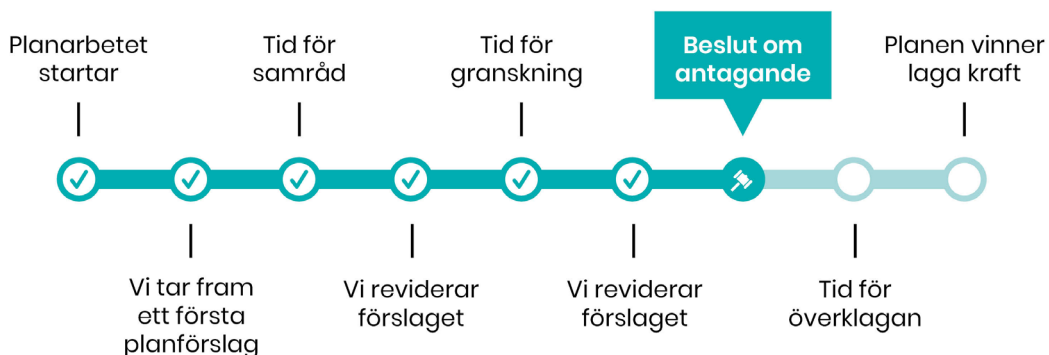 Planarbetet
startar
Vi tar fram
ett första
planförslag
Tid för
samråd
Vi reviderar
förslaget
Tid för
granskning
Vi reviderar
förslaget
Beslut om
antagande
Tid för
överklagan
Planen vinner
laga kraft